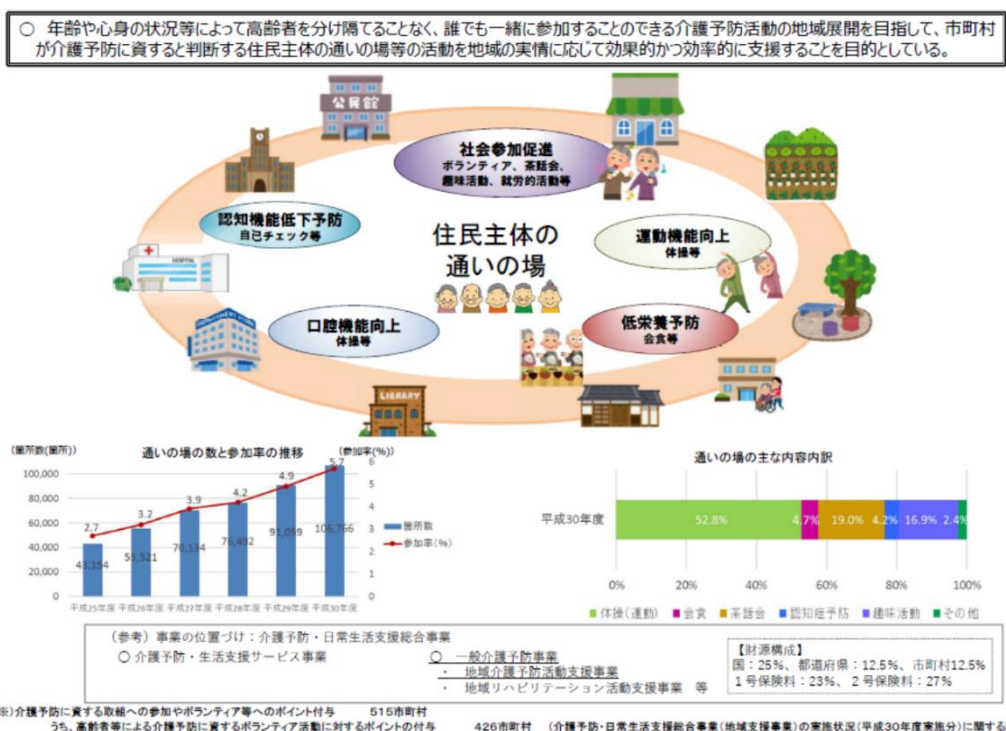 ○ 年齢や心身の状況等によって高齢者を分け隔てることなく、誰でも一緒に参加することのできる介護予防活動の地域展開を目指して、市町村
が介護予防に資すると判断する住民主体の通いの場等の活動を地域の実情に応じて効果的かつ効率的に支援することを目的としている。
公民館
社会参加促進
ボランティア、茶話会、
趣味活動、就労的活動等
認知機能低下予防
自己チェック等
住民主体の
通いの場
運動機能向上
体操等
HOSPITAL
口腔機能向上
体操等
低栄養予防
会食等
LIBRARY
(箇所数(箇所))
通いの場の数と参加率の推移
(参加率(%))
100,000
80,000
60,000
40,000
20,000
0
2.7
3.2
3.9
4.2
4.9
5.7
43,154
55,521
70,134
76,492
91,059
106,766
6
5
4
3
2
1
0
平成25年度 平成26年度 平成27年度 平成28年度 平成29年度 平成30年度
箇所数
参加率(%)
通いの場の主な内容内訳
平成30年度
52.8% 4.7% 19.0% 4.2% 16.9% 2.4%
0% 20% 40% 60% 80% 100%
体操(運動) 会食 茶話会 認知症予防 趣味活動 その他
(参考)事業の位置づけ:介護予防・日常生活支援総合事業
○ 介護予防・生活支援サービス事業
○ 一般介護予防事業
・ 地域介護予防活動支援事業
・ 地域リハビリテーション活動支援事業 等
【財源構成】
国:25%、都道府県:12.5%、市町村12.5%
1号保険料:23%、2号保険料:27%
※)介護予防に資する取組への参加やボランティア等へのポイント付与 515市町村
うち、高齢者等による介護予防に資するボランティア活動に対するポイントの付与 426市町村 (介護予防・日常生活支援総合事業(地域支援事業)の実施状況(平成30年度実施分)に関する